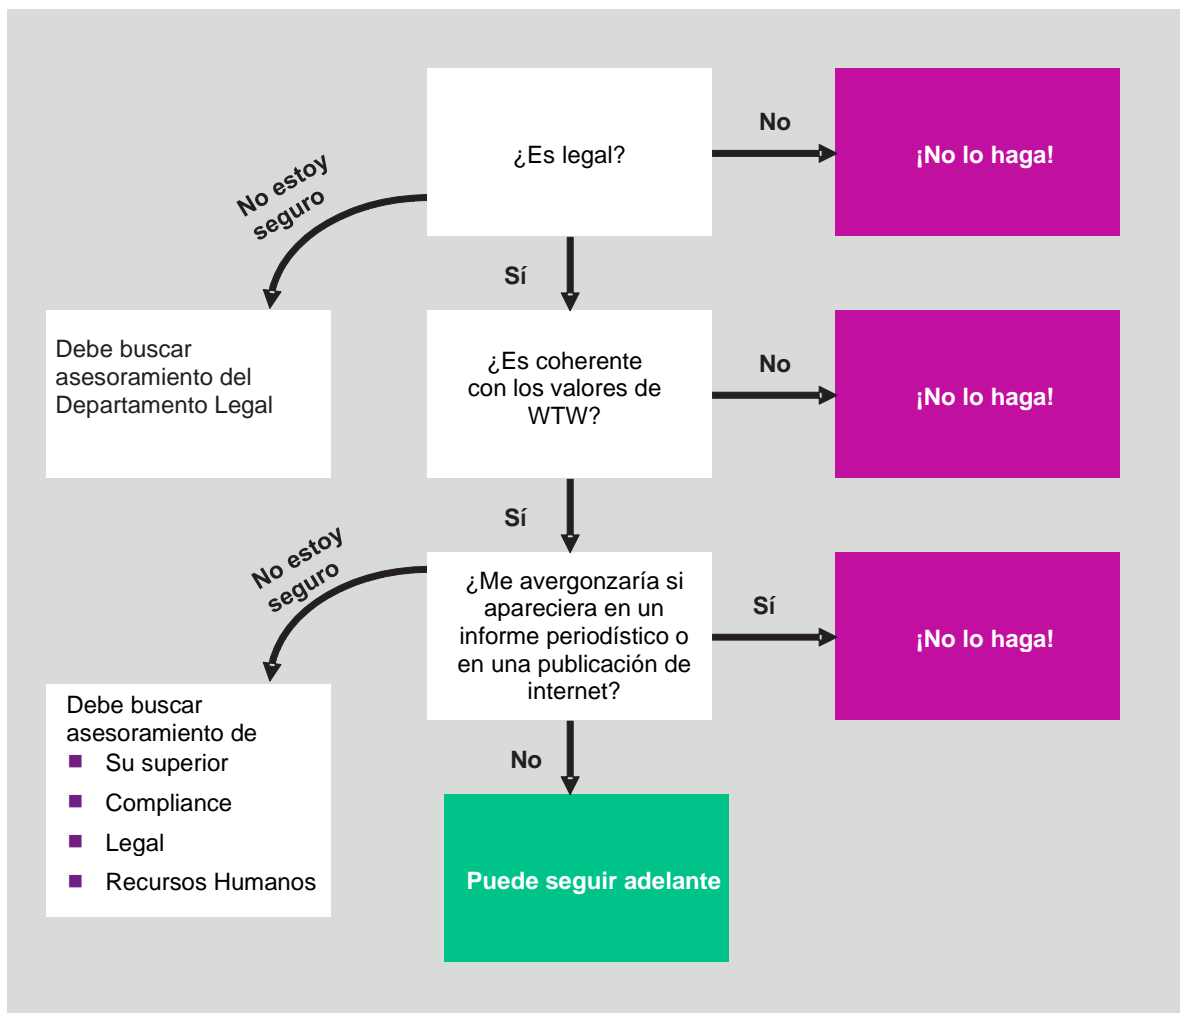 ¿Es legal?
No
¡No lo haga!
No estoy
seguro
Sí
Debe buscar
asesoramiento del
Departamento Legal
¿Es coherente
con los valores de
WTW?
No
¡No lo haga!
Sí
No estoy
seguro
¿Me avergonzaría si
apareciera en un
informe periodístico o
en una publicación de
internet?
Sí
¡No lo haga!
Debe buscar
asesoramiento de
■ Su superior
■ Compliance
■ Legal
■ Recursos Humanos
No
Puede seguir adelante